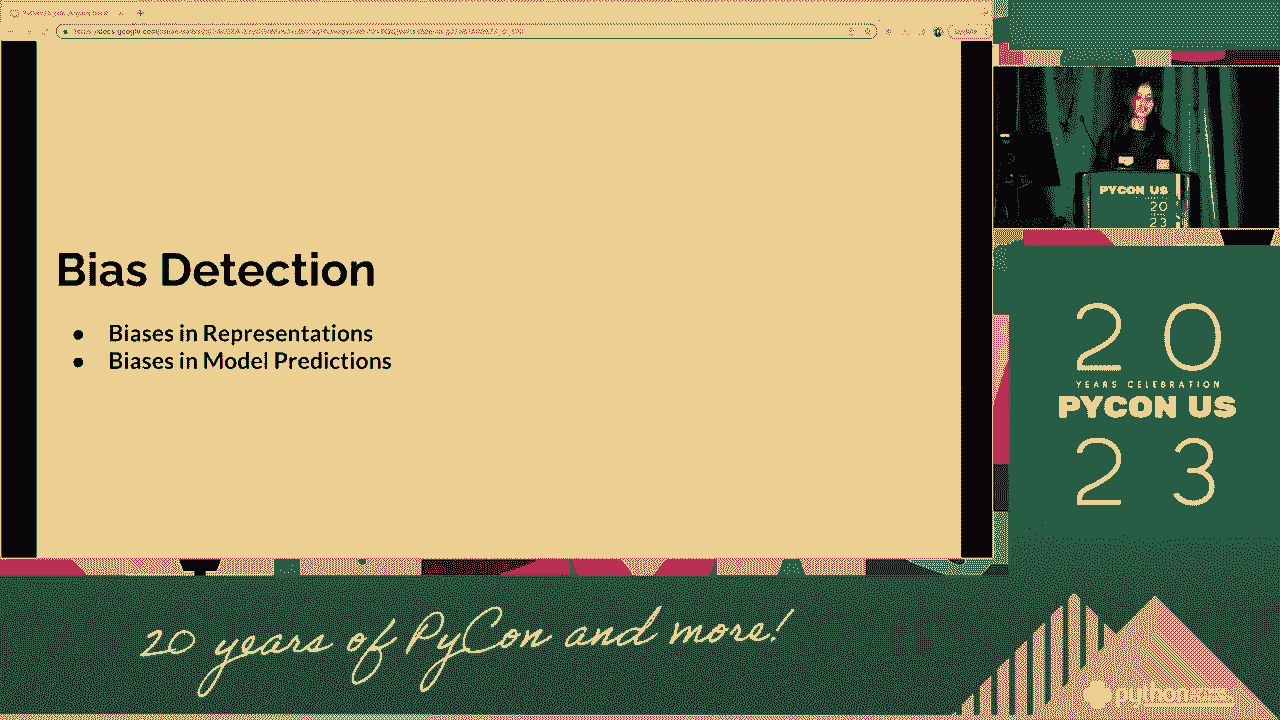 Bias Detection
● Biases in Representations
● Biases in Model Predictions
PYCON US
20
23
20
YEARS CELEBRATION
PYCON US
23
20 years of PyCon and more!
python